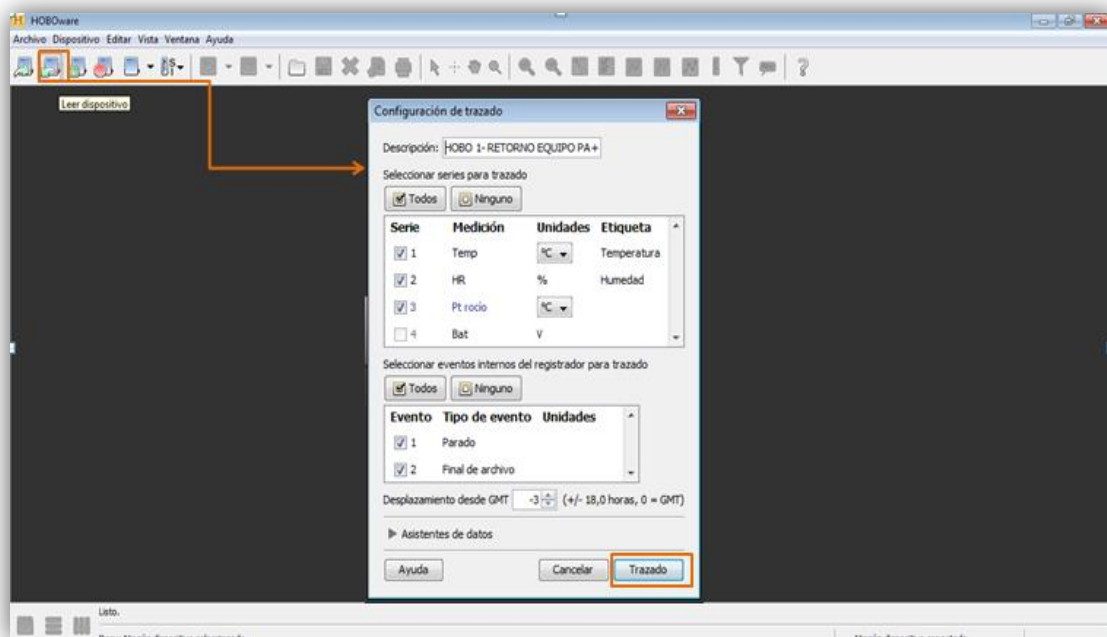 HOBOware
Archivo Dispositivo Editar Vista Ventana Ayuda
Leer dispositivo
Configuración de trazado
Descripción: HOBO 1- RETORNO EQUIPO PA+
Seleccionar series para trazado
Todos Ninguno
Serie Medición Unidades Etiqueta
1 Temp °C Temperatura
2 HR % Humedad
3 Pt rocio °C
4 Bat V
Seleccionar eventos internos del registrador para trazado
Todos Ninguno
Evento Tipo de evento Unidades
1 Parado
2 Final de archivo
Desplazamiento desde GMT -3 (+/- 18,0 horas, 0 = GMT)
Asistentes de datos
Ayuda Cancelar Trazado
Listo.